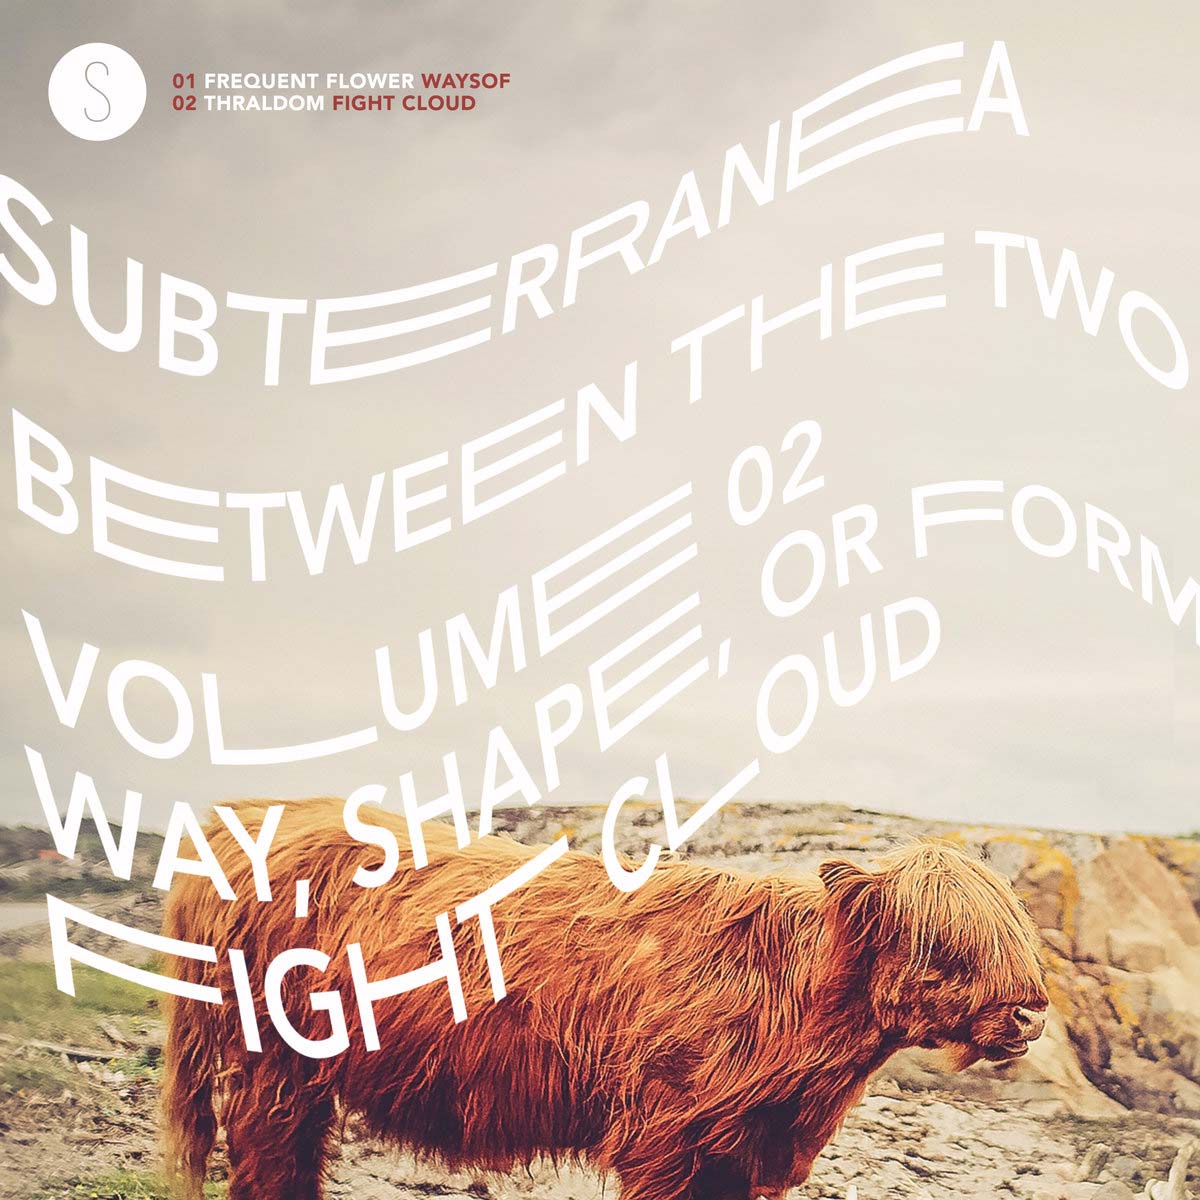 S
01 FREQUENT FLOWER WAYSOF
02 THRALDOM FIGHT CLOUD
SUBTERRANEA
BETWEEN THE TWO
VOLUME 02
WAY, SHAPE, OR FORM
FIGHT CLOUD